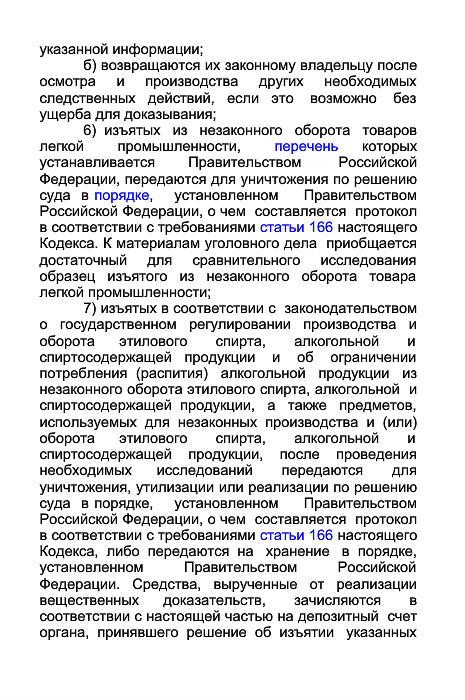 указанной информации;
б) возвращаются их законному владельцу после
осмотра и производства других необходимых
следственных действий, если это возможно без
ущерба для доказывания;
6) изъятых из незаконного оборота товаров
легкой промышленности, перечень которых
устанавливается Правительством Российской
Федерации, передаются для уничтожения по решению
суда в порядке, установленном Правительством
Российской Федерации, о чем составляется протокол
в соответствии с требованиями статьи 166 настоящего
Кодекса. К материалам уголовного дела приобщается
достаточный для сравнительного исследования
образец изъятого из незаконного оборота товара
легкой промышленности;
7) изъятых в соответствии с законодательством
о государственном регулировании производства и
оборота этилового спирта, алкогольной и
спиртосодержащей продукции и об ограничении
потребления (распития) алкогольной продукции из
незаконного оборота этилового спирта, алкогольной и
спиртосодержащей продукции, а также предметов,
используемых для незаконных производства и (или)
оборота этилового спирта, алкогольной и
спиртосодержащей продукции, после проведения
необходимых исследований передаются для
уничтожения, утилизации или реализации по решению
суда в порядке, установленном Правительством
Российской Федерации, о чем составляется протокол
в соответствии с требованиями статьи 166 настоящего
Кодекса, либо передаются на хранение в порядке,
установленном Правительством Российской
Федерации. Средства, вырученные от реализации
вещественных доказательств, зачисляются в
соответствии с настоящей частью на депозитный счет
органа, принявшего решение об изъятии указанных